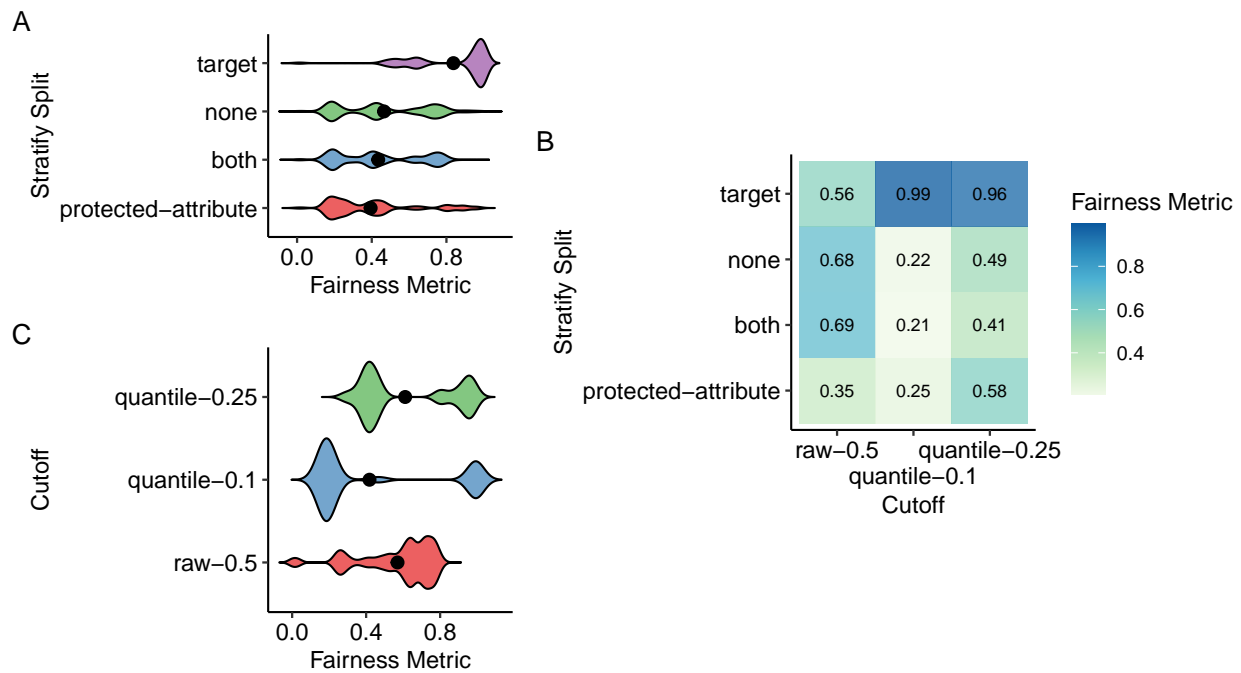 A
Stratify Split
target
none
both
protected−attribute
0.0 0.4 0.8
Fairness Metric
B
Stratify Split
target 0.56 0.99 0.96
none 0.68 0.22 0.49
both 0.69 0.21 0.41
protected−attribute 0.35 0.25 0.58
raw−0.5 quantile−0.25
quantile−0.1
Cutoff
Fairness Metric
0.8
0.6
0.4
C
Cutoff
quantile−0.25
quantile−0.1
raw−0.5
0.0 0.4 0.8
Fairness Metric